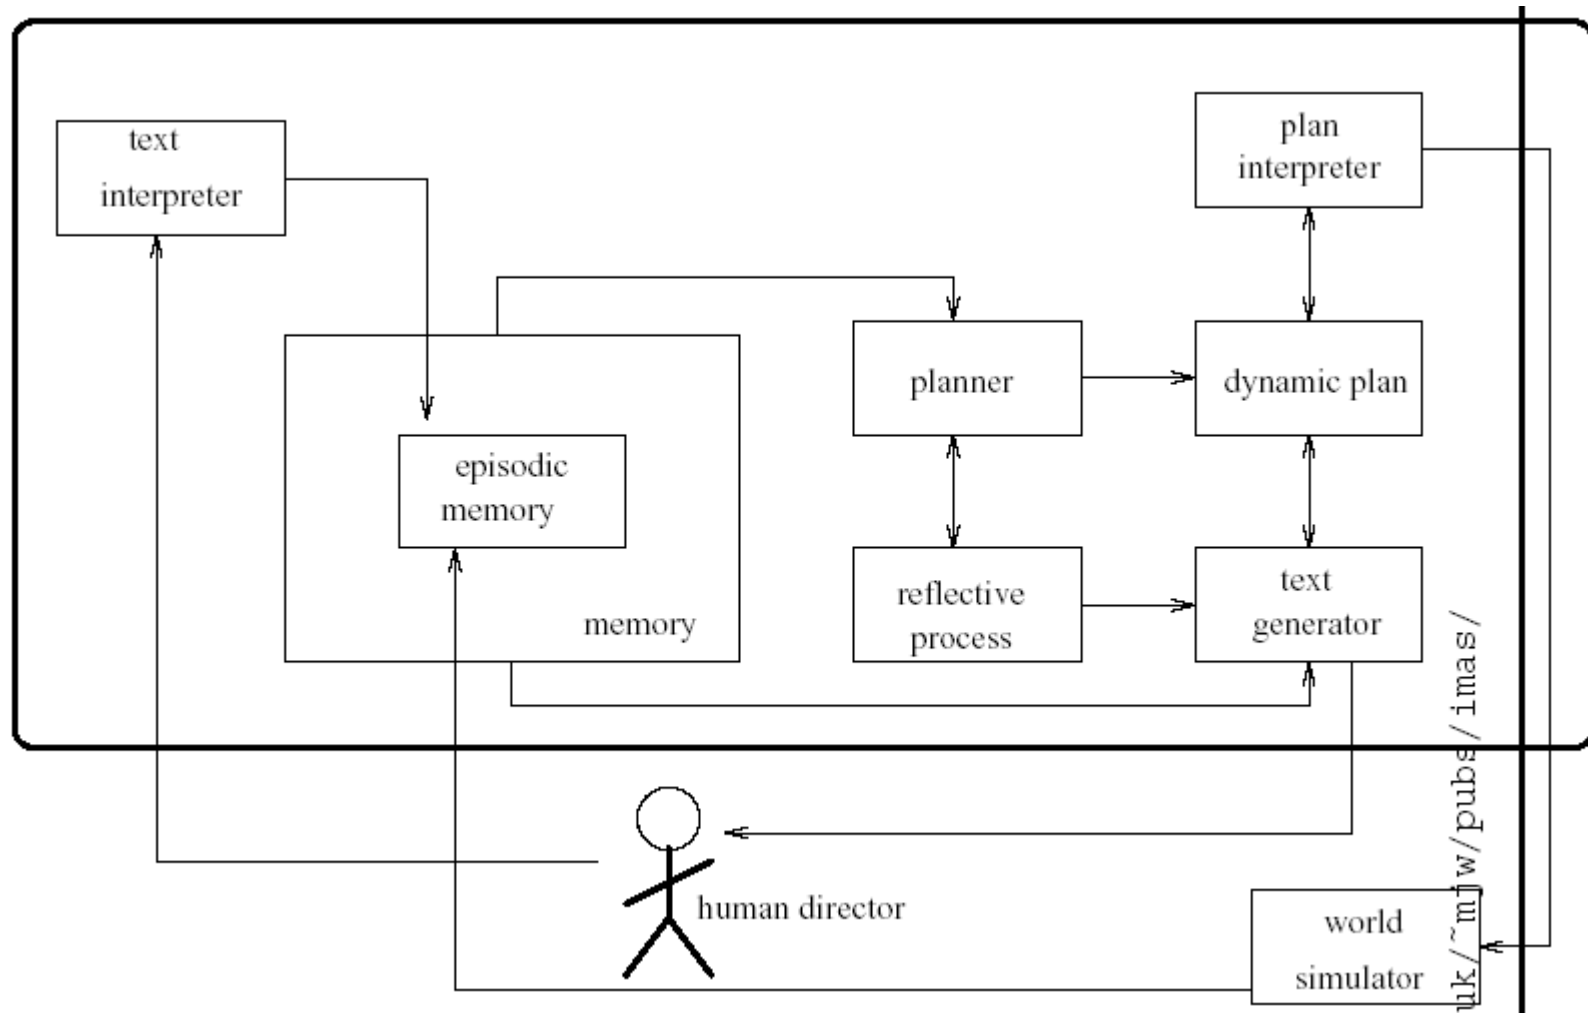 text
interpreter
plan
interpreter
planner
dynamic plan
episodic
memory
memory
reflective
process
text
generator
human director
world
simulator
uk/~mjw/pubs/imas/